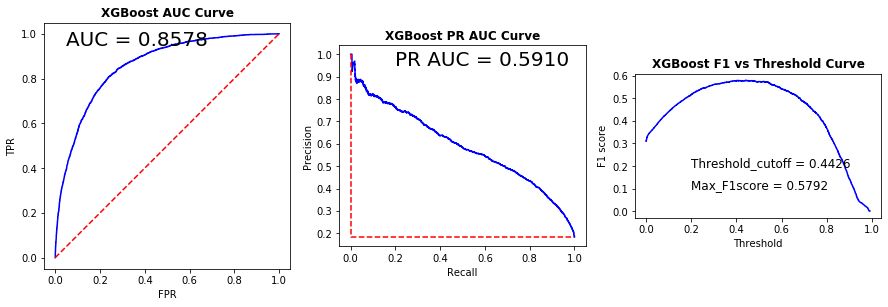 XGBoost AUC Curve
AUC = 0.8578
1.0
0.8
0.6
0.4
0.2
0.0
TPR
0.0 0.2 0.4 0.6 0.8 1.0
FPR
XGBoost PR AUC Curve
PR AUC = 0.5910
1.0
0.9
0.8
0.7
0.6
0.5
0.4
0.3
0.2
Precision
0.0 0.2 0.4 0.6 0.8 1.0
Recall
XGBoost F1 vs Threshold Curve
0.6
0.5
0.4
0.3
0.2
0.1
0.0
F1 score
Threshold_cutoff = 0.4426
Max_F1score = 0.5792
0.0 0.2 0.4 0.6 0.8 1.0
Threshold